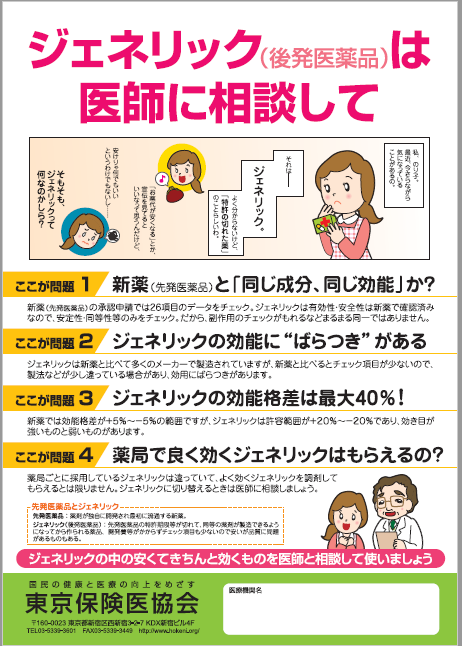 ジェネリック(後発医薬品)は
医師に相談して
私、のり子。
最近、今さらながら
気になっている
ことがあるの。
それは――
ジェネリック。
よく分からないけど、
「特許の切れた薬」
のことらしいわ。
「お薬代が安くなる」とか、
宣伝を見てると
いいなって思うんだけど、
安けりゃ何でもいい
というわけでもないし――
そもそも、
ジェネリックって
何なのかしら?
ここが問題 1 新薬(先発医薬品)と「同じ成分、同じ効能」か?
新薬(先発医薬品)の承認申請では26項目のデータをチェック。ジェネリックは有効性・安全性は新薬で確認済み
なので、安定性・同等性等のみをチェック。だから、副作用のチェックがもれるなどまるまる同一ではありません。
ここが問題 2 ジェネリックの効能に“ばらつき”がある
ジェネリックは新薬と比べて多くのメーカーで製造されていますが、新薬と比べるとチェック項目が少ないので、
製法などが少し違っている場合があり、効用にばらつきがあります。
ここが問題 3 ジェネリックの効能格差は最大40%!
新薬では効能格差が+5%~-5%の範囲ですが、ジェネリックは許容範囲が+20%~-20%であり、効き目が
強いものと弱いものがあります。
ここが問題 4 薬局で良く効くジェネリックはもらえるの?
薬局ごとに採用しているジェネリックは違っていて、よく効くジェネリックを調剤して
もらえるとは限りません。ジェネリックに切り替えるときは医師に相談しましょう。
先発医薬品とジェネリック
先発医薬品:薬剤が独自に開発され最初に流通する新薬。
ジェネリック(後発医薬品):先発医薬品の特許期限等が切れて、同等の薬剤が製造できるよう
になってから作られる薬品。開発費等がかからずチェック項目も少ないので安いが品質に問題
があるものもある。
ジェネリックの中の安くてきちんと効くものを医師と相談して使いましょう
国民の健康と医療の向上をめざす
東京保険医協会
〒160-0023 東京都新宿区西新宿3-2-7 KDX新宿ビル4F
TEL03-5339-3601 FAX03-5339-3449 http://www.hokeni.org/
医療機関名